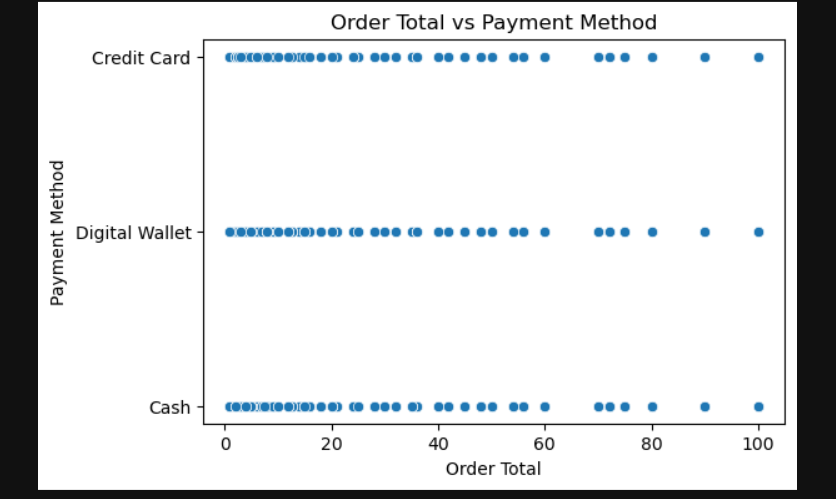 Order Total vs Payment Method
Credit Card
Digital Wallet
Cash
Payment Method
0 20 40 60 80 100
Order Total